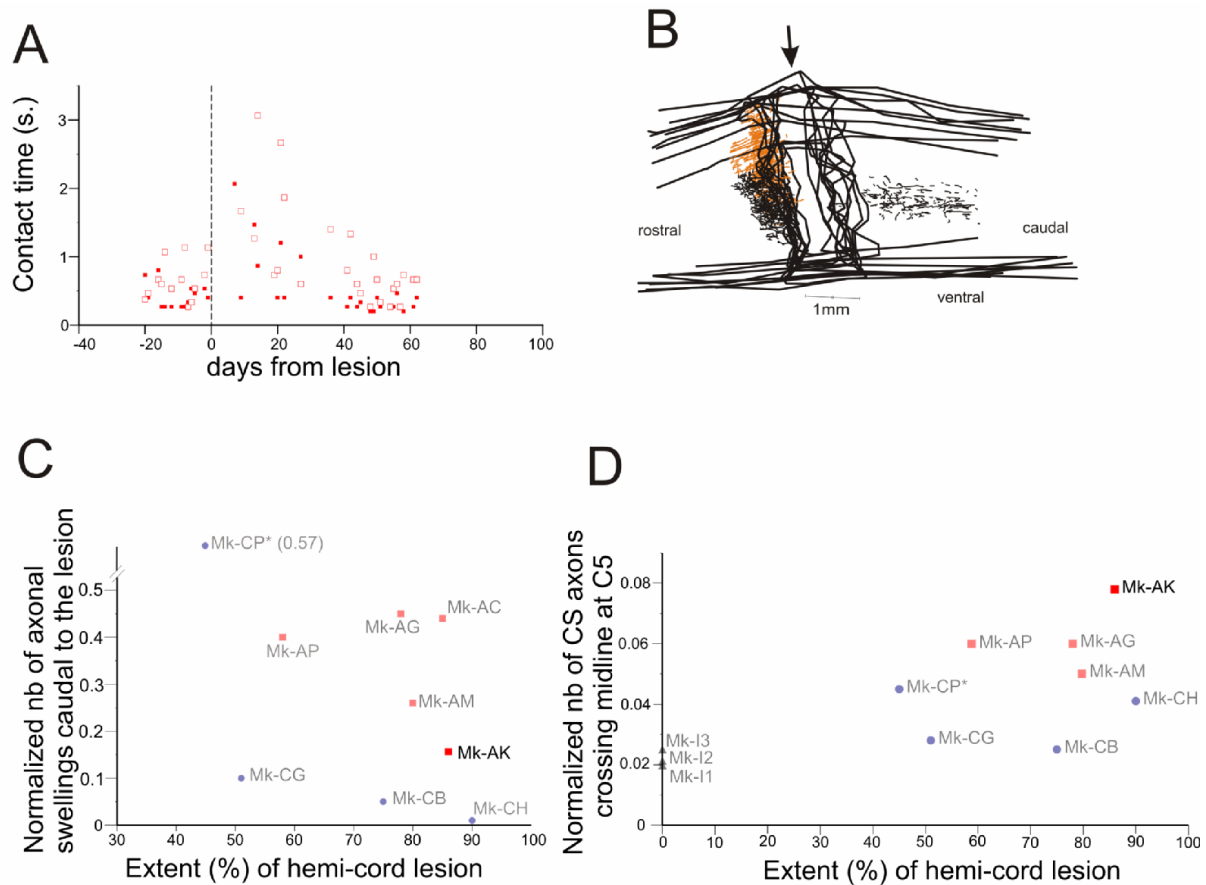 A
Contact time (s.)
3
2
1
0
-40
-20
0
20
40
60
80
100
days from lesion
B
rostral
caudal
ventral
1mm
C
Normalized nb of axonal
swellings caudal to the lesion
0.5
0.4
0.3
0.2
0.1
0
Mk-CP* (0.57)
Mk-AC
Mk-AG
Mk-AP
Mk-AM
Mk-AK
Mk-CG
Mk-CB
Mk-CH
30
40
50
60
70
80
90
100
Extent (%) of hemi-cord lesion
D
Normalized nb of CS axons
crossing midline at C5
0.08
0.06
0.04
0.02
0
Mk-AK
Mk-AP
Mk-AG
Mk-AM
Mk-CP*
Mk-CH
Mk-CG
Mk-CB
Mk-I3
Mk-I2
Mk-I1
0
10
20
30
40
50
60
70
80
90
100
Extent (%) of hemi-cord lesion